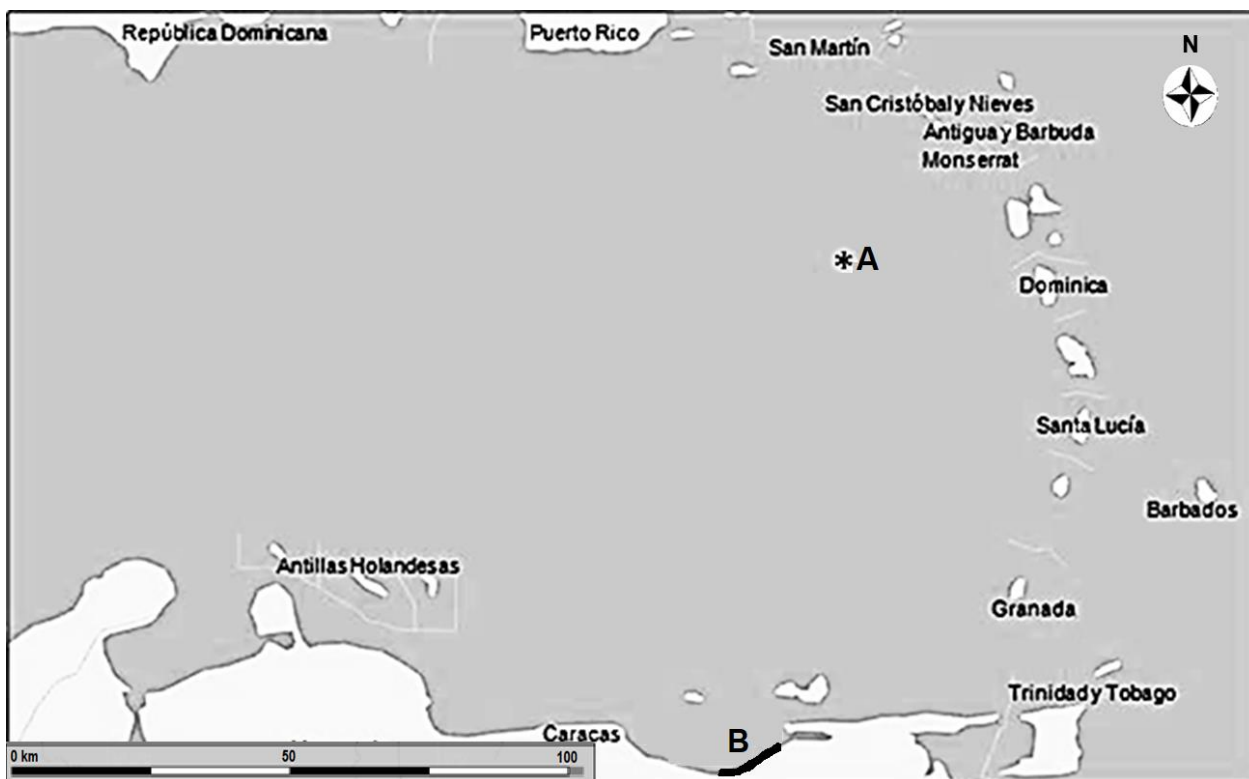 República Dominicana
Puerto Rico
San Martín
N
San Cristóbal y Nieves
Antigua y Barbuda
Monserrat
* A
Dominica
Santa Lucía
Barbados
Antillas Holandesas
Granada
Trinidad y Tobago
Caracas
B
0 km 50 100